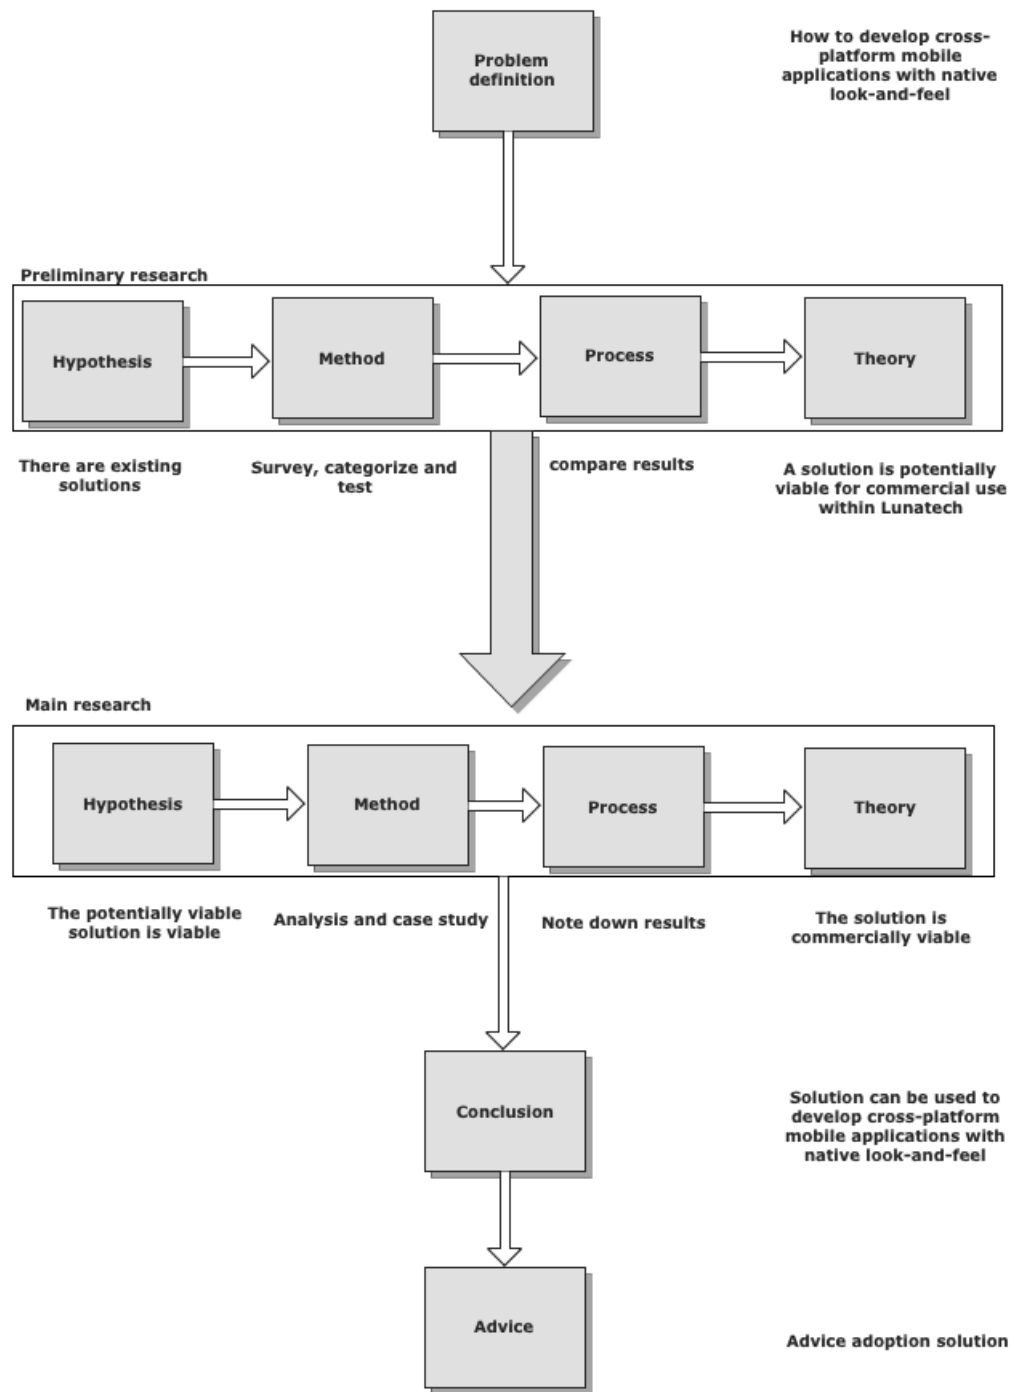 Problem
definition
How to develop cross-
platform mobile
applications with native
look-and-feel
Preliminary research
Hypothesis
Method
Process
Theory
There are existing
solutions
Survey, categorize and
test
compare results
A solution is potentially
viable for commercial use
within Lunatech
Main research
Hypothesis
Method
Process
Theory
The potentially viable
solution is viable
Analysis and case study
Note down results
The solution is
commercially viable
Conclusion
Solution can be used to
develop cross-platform
mobile applications with
native look-and-feel
Advice
Advice adoption solution